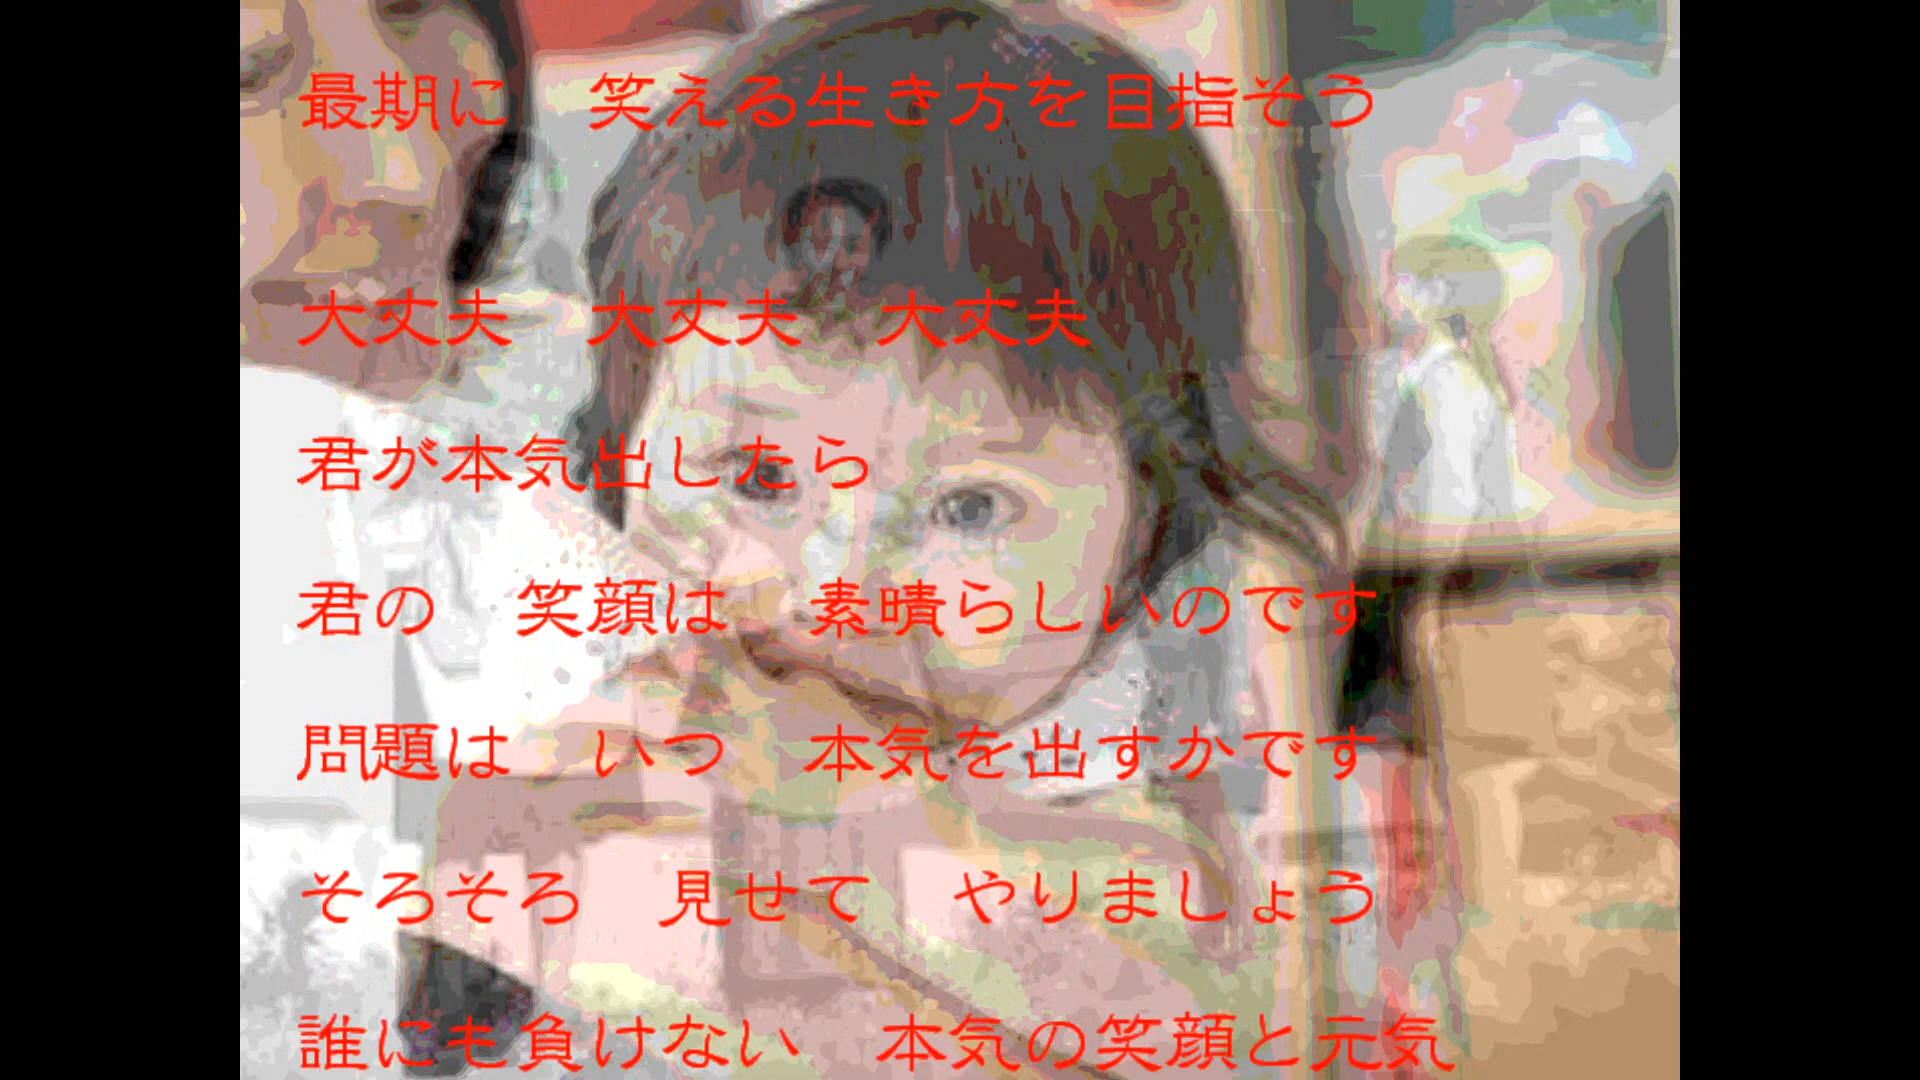 最期に　笑える生き方を目指そう
大丈夫　大丈夫　大丈夫
君が本気出したら
君の　笑顔は　素晴らしいのです
問題は　いつ　本気を出すかです
そろそろ　見せて　やりましょう
誰にも負けない　本気の笑顔と元気